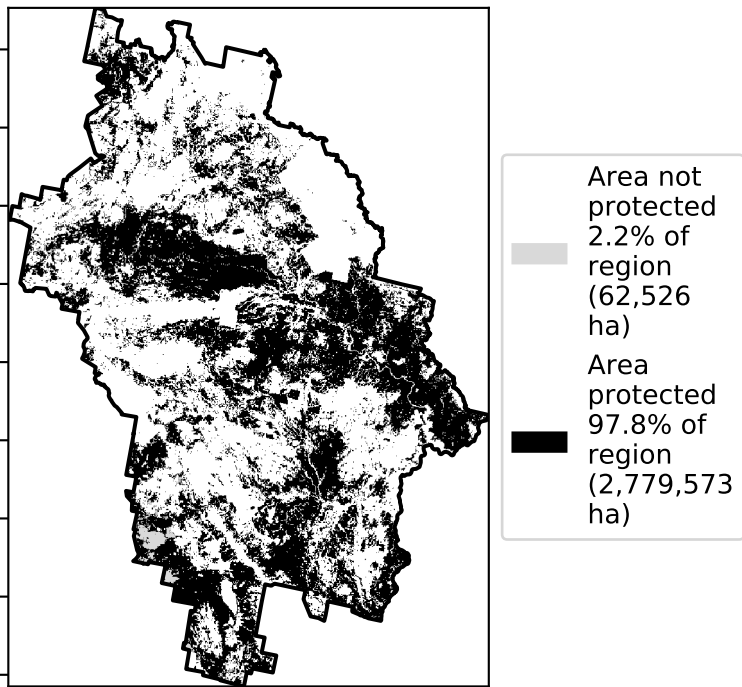 Area not
protected
2.2% of
region
(62,526
ha)
Area
protected
97.8% of
region
(2,779,573
ha)